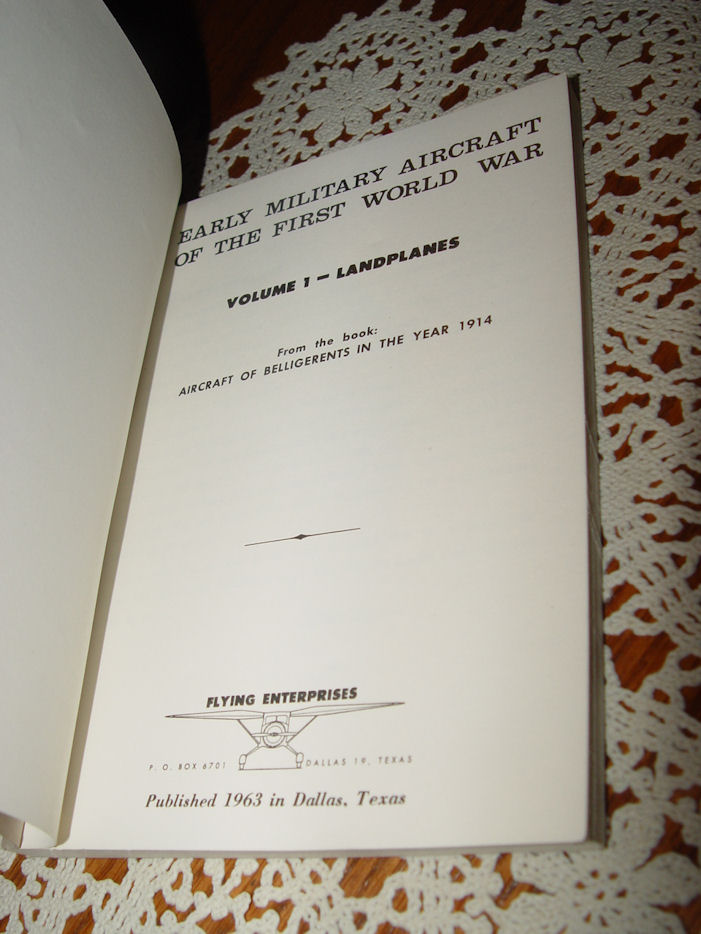 EARLY MILITARY AIRCRAFT
OF THE FIRST WORLD WAR
VOLUME 1 — LANDPLANES
From the book:
AIRCRAFT OF BELLIGERENTS IN THE YEAR 1914
FLYING ENTERPRISES
P. O. BOX 6701 DALLAS 19, TEXAS
Published 1963 in Dallas, Texas